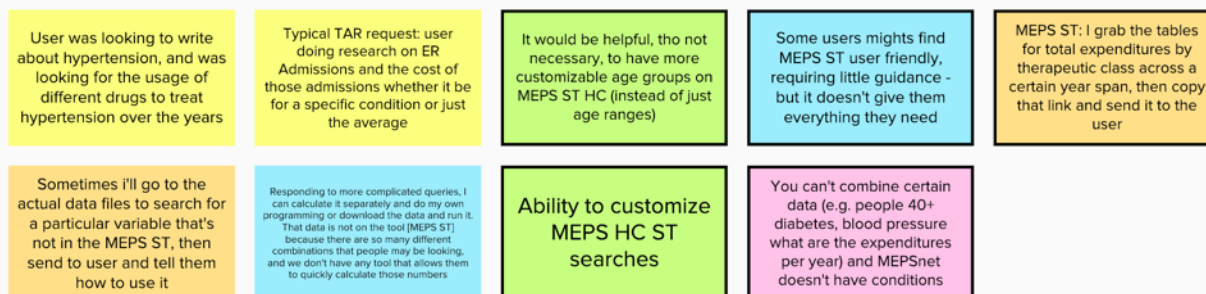 User was looking to write
about hypertension, and was
looking for the usage of
different drugs to treat
hypertension over the years
Typical TAR request: user
doing research on ER
Admissions and the cost of
those admissions whether it be
for a specific condition or just
the average
It would be helpful, tho not
necessary, to have more
customizable age groups on
MEPS ST HC (instead of just
age ranges)
Some users mights find
MEPS ST user friendly,
requiring little guidance -
but it doesn't give them
everything they need
MEPS ST: I grab the tables
for total expenditures by
therapeutic class across a
certain year span, then copy
that link and send it to the
user
Sometimes i'll go to the
actual data files to search for
a particular variable that's
not in the MEPS ST, then
send to user and tell them
how to use it
Responding to more complicated queries, I
can calculate it separately and do my own
programming or download the data and run it.
That data is not on the tool [MEPS ST]
because there are so many different
combinations that people may be looking,
and we don't have any tool that allows them
to quickly calculate those numbers
Ability to customize
MEPS HC ST
searches
You can't combine certain
data (e.g. people 40+
diabetes, blood pressure
what are the expenditures
per year) and MEPSnet
doesn't have conditions